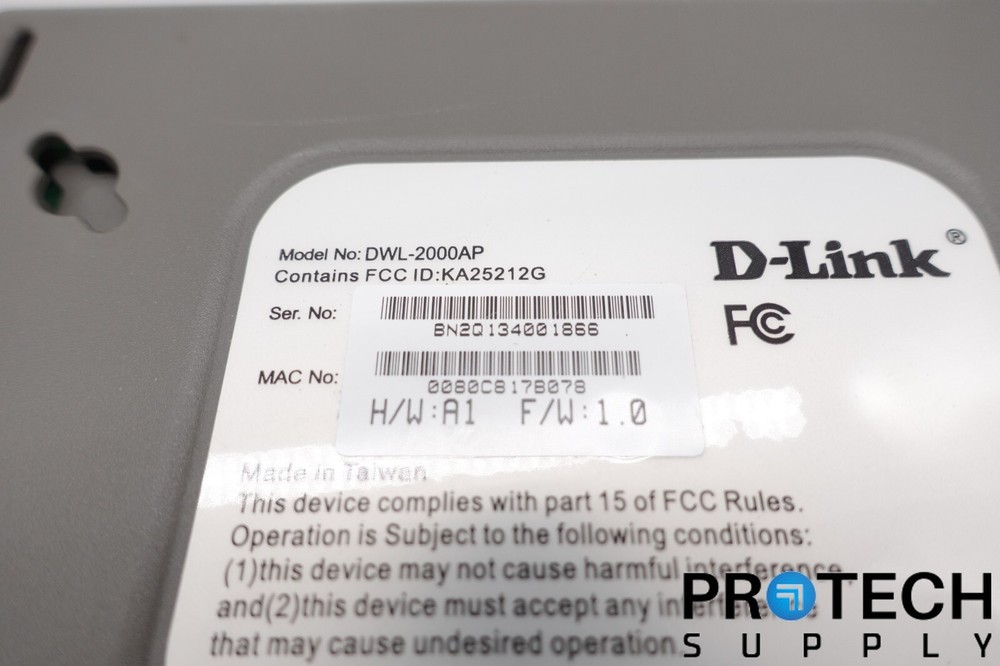 Model No: DWL-2000AP
Contains FCC ID:KA25212G
D-Link®
FC
Ser. No:
BN2Q134001866
MAC No:
0080C817B078
H/W:A1 F/W:1.0
Made in Taiwan
This device complies with part 15 of FCC Rules.
Operation is Subject to the following conditions:
(1)this device may not cause harmful interference,
and(2)this device must accept any interference
that may cause undesired operation.
PROTECH
SUPPLY